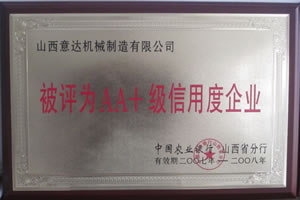 山西意达机械制造有限公司
被评为AA+级信用度企业
中国农业银行 山西省分行
有效期二〇〇七年——二〇〇八年